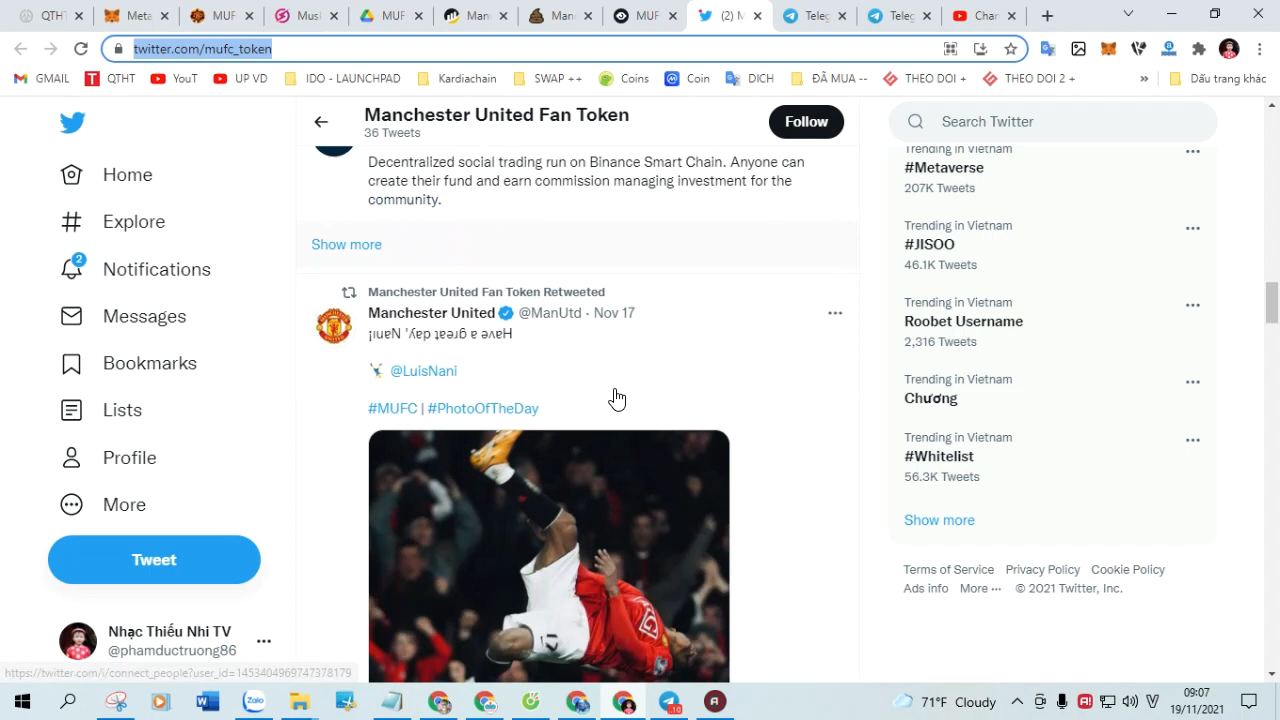 QTHT
Meta
MUF
Musl
MUFC
Man
Man
MUF
(2) M
Teleg
Teleg
Char
twitter.com/mufc_token
GMAIL
QTHT
YouT
UP VD
IDO - LAUNCHPAD
Kardiachain
SWAP ++
Coins
Coin
DICH
ĐÃ MUA --
THEO DOI +
THEO DOI 2 +
»
Dấu trang khác
Home
Explore
2
Notifications
Messages
Bookmarks
Lists
Profile
More
Tweet
Nhạc Thiếu Nhi TV
@phamductruong86
https://twitter.com/i/connect_people?user_id=1453404969747378179
Manchester United Fan Token
36 Tweets
Follow
Decentralized social trading run on Binance Smart Chain. Anyone can
create their fund and earn commission managing investment for the
community.
Show more
Manchester United Fan Token Retweeted
Manchester United @ManUtd · Nov 17
¡ıuɐN 'ʎɐp ʇɐǝɹƃ ɐ ǝʌɐH
@LuisNani
#MUFC | #PhotoOfTheDay
17
Search Twitter
Trending in Vietnam
#Metaverse
207K Tweets
Trending in Vietnam
#JISOO
46.1K Tweets
Trending in Vietnam
Roobet Username
2,316 Tweets
Trending in Vietnam
Chương
Trending in Vietnam
#Whitelist
56.3K Tweets
Show more
Terms of Service Privacy Policy Cookie Policy
Ads info More ··· © 2021 Twitter, Inc.
Zalo
10
71°F Cloudy
09:07
19/11/2021